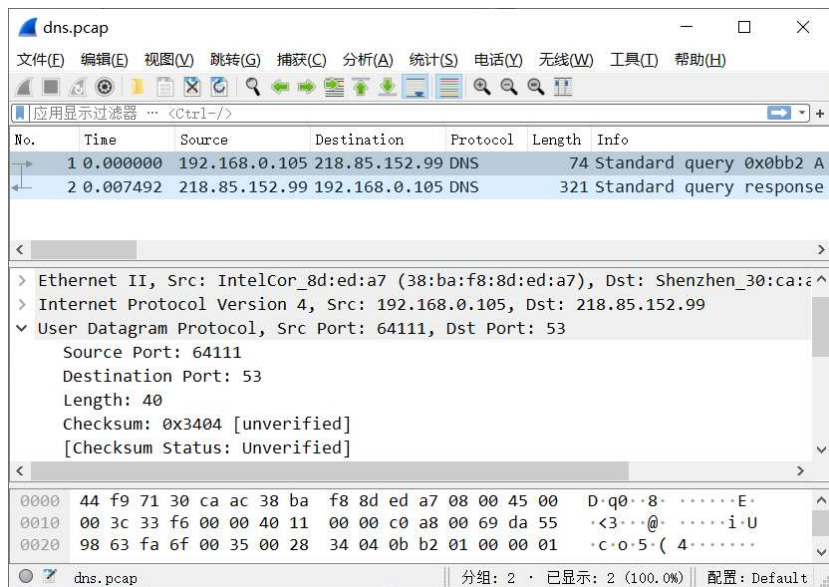 dns.pcap
文件(F) 编辑(E) 视图(V) 跳转(G) 捕获(C) 分析(A) 统计(S) 电话(Y) 无线(W) 工具(T) 帮助(H)
应用显示过滤器 … <Ctrl-/>
No. Time Source Destination Protocol Length Info
1 0.000000 192.168.0.105 218.85.152.99 DNS 74 Standard query 0x0bb2 A
2 0.007492 218.85.152.99 192.168.0.105 DNS 321 Standard query response
Ethernet II, Src: IntelCor_8d:ed:a7 (38:ba:f8:8d:ed:a7), Dst: Shenzhen_30:ca:a
Internet Protocol Version 4, Src: 192.168.0.105, Dst: 218.85.152.99
User Datagram Protocol, Src Port: 64111, Dst Port: 53
Source Port: 64111
Destination Port: 53
Length: 40
Checksum: 0x3404 [unverified]
[Checksum Status: Unverified]
0000 44 f9 71 30 ca ac 38 ba f8 8d ed a7 08 00 45 00 D·q0··8· ······E·
0010 00 3c 33 f6 00 00 40 11 00 00 c0 a8 00 69 da 55 ·<3···@· ·····i·U
0020 98 63 fa 6f 00 35 00 28 34 04 0b b2 01 00 00 01 ·c·o·5·( 4·······
dns.pcap 分组: 2 · 已显示: 2 (100.0%) 配置: Default